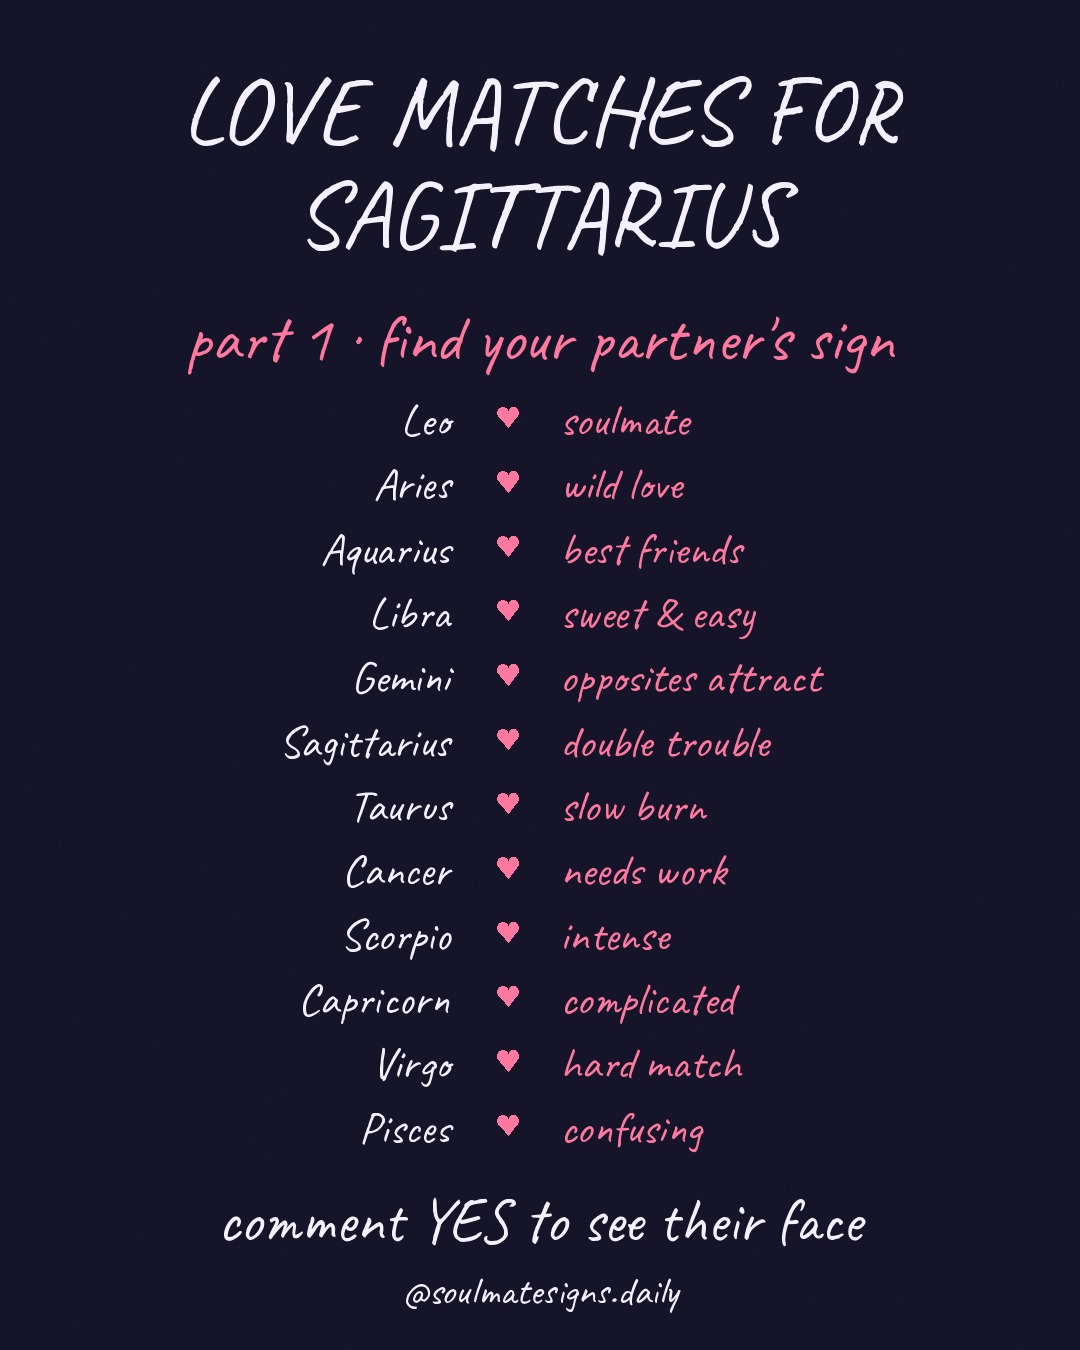 LOVE MATCHES FOR
SAGITTARIUS
part 1 · find your partner's sign
Leo ♥ soulmate
Aries ♥ wild love
Aquarius ♥ best friends
Libra ♥ sweet & easy
Gemini ♥ opposites attract
Sagittarius ♥ double trouble
Taurus ♥ slow burn
Cancer ♥ needs work
Scorpio ♥ intense
Capricorn ♥ complicated
Virgo ♥ hard match
Pisces ♥ confusing
comment YES to see their face
@soulmatesigns.daily